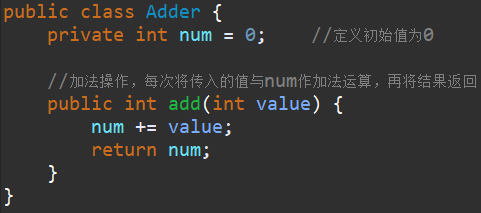 public class Adder {
    private int num = 0;    //定义初始值为0

    //加法操作，每次将传入的值与num作加法运算，再将结果返回
    public int add(int value) {
        num += value;
        return num;
    }
}